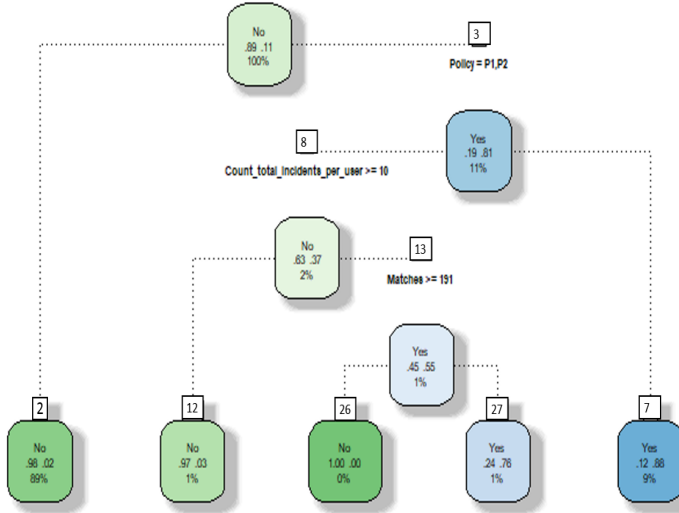 No
.89 .11
100%
3
Policy = P1,P2
8
Count_total_incidents_per_user >= 10
Yes
.19 .81
11%
No
.63 .37
2%
13
Matches >= 191
Yes
.45 .55
1%
2
No
.98 .02
89%
12
No
.97 .03
1%
26
No
1.00 .00
0%
27
Yes
.24 .76
1%
7
Yes
.12 .88
9%